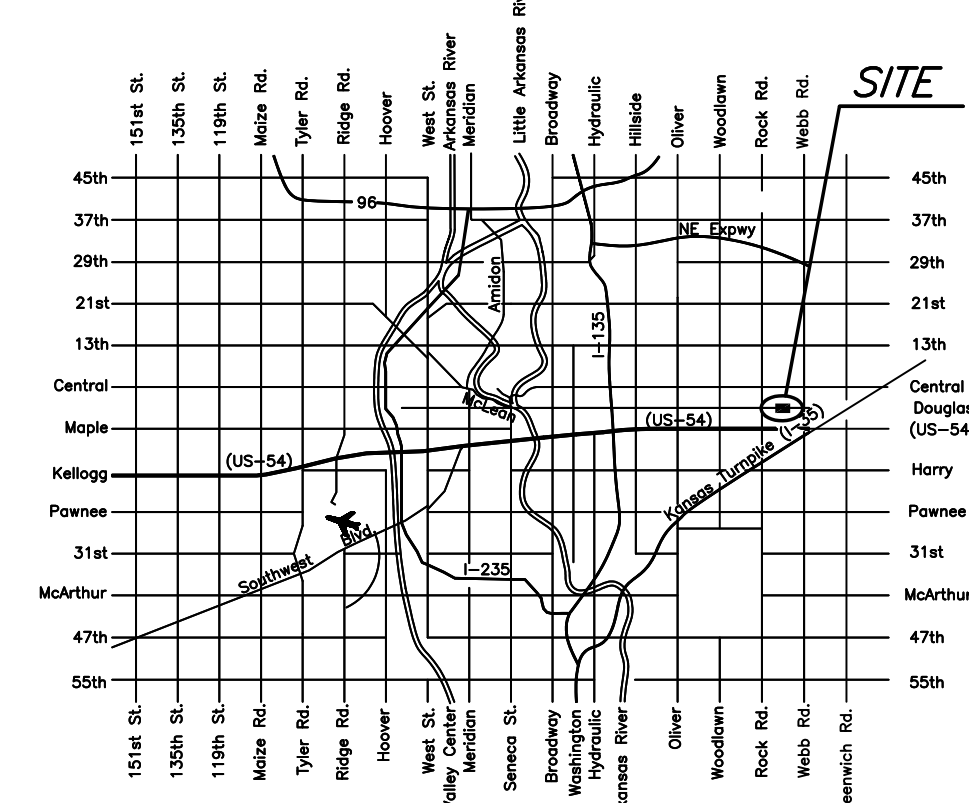 SITE
151st St.
135th St.
119th St.
Maize Rd.
Tyler Rd.
Ridge Rd.
Hoover
West St.
Arkansas River
Meridian
Little Arkansas Riv
Broadway
Hydraulic
Hillside
Oliver
Woodlawn
Rock Rd.
Webb Rd.
45th
45th
37th
96
NE Expwy
37th
29th
Amidon
29th
21st
21st
13th
I-135
13th
Central
Central
McLean
Douglas
Maple
(US-54)
(I-35)
(US-54
(US-54)
Kellogg
Kansas Turnpike
Harry
Pawnee
Pawnee
Blvd.
31st
31st
Southwest
I-235
McArthur
McArthur
47th
47th
55th
55th
151st St.
135th St.
119th St.
Maize Rd.
Tyler Rd.
Ridge Rd.
Hoover
West St.
Valley Center
Meridian
Seneca St.
Broadway
Washington
Hydraulic
kansas River
Oliver
Woodlawn
Rock Rd.
Webb Rd.
eenwich Rd.